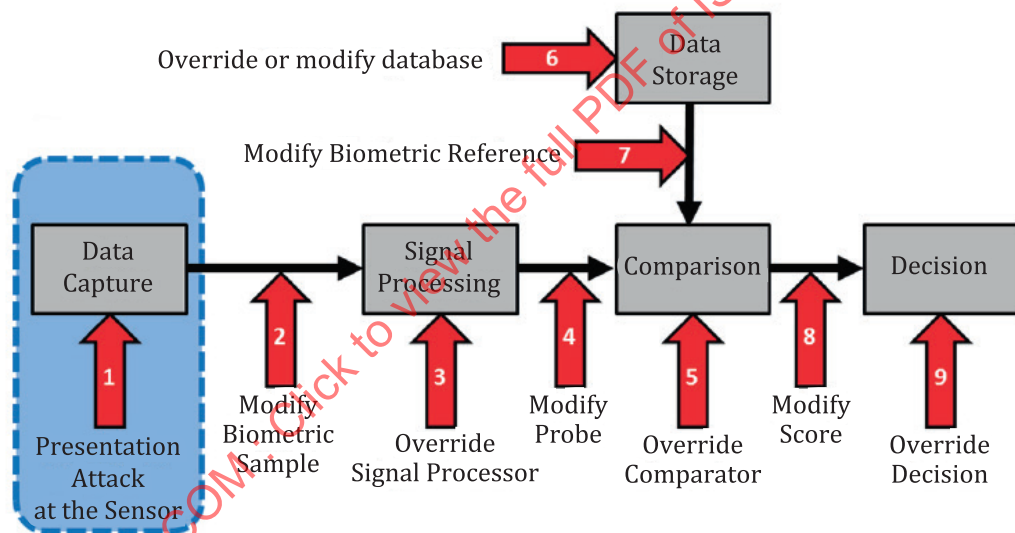 Override or modify database
6
Data
Storage
Modify Biometric Reference
7
Data
Capture
Signal
Processing
Comparison
Decision
1
2
3
4
5
8
9
Presentation
Attack
at the Sensor
Modify
Biometric
Sample
Override
Signal Processor
Modify
Probe
Override
Comparator
Modify
Score
Override
Decision
COM : Click to view the full PDF of